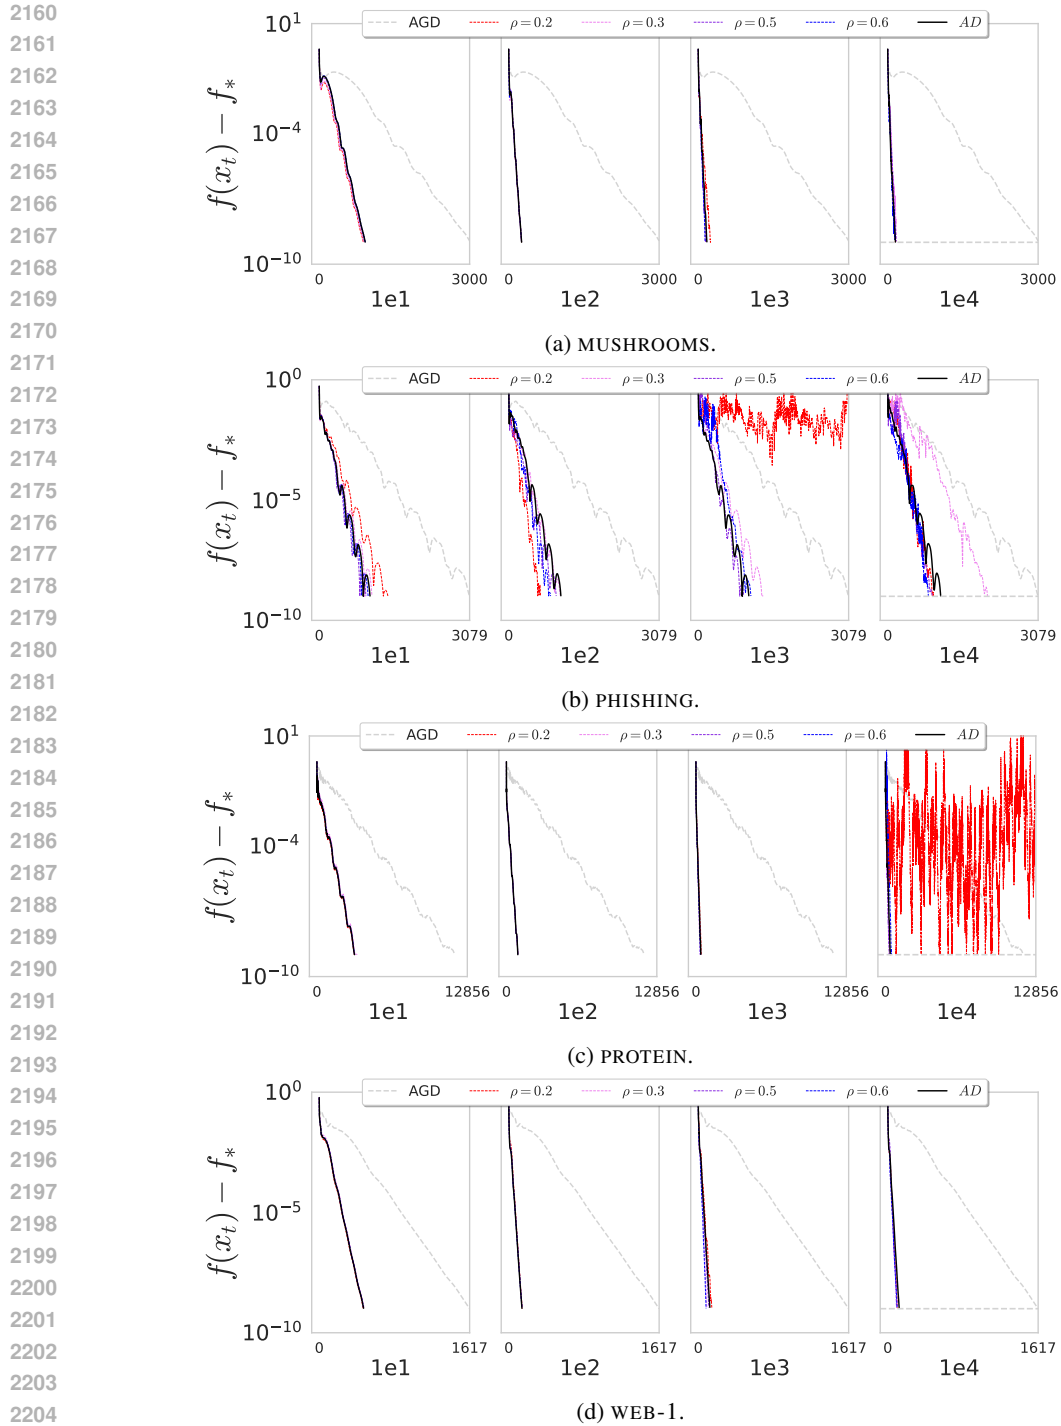 2160
2161
2162
2163
2164
2165
2166
2167
2168
2169
2170
2171
2172
2173
2174
2175
2176
2177
2178
2179
2180
2181
2182
2183
2184
2185
2186
2187
2188
2189
2190
2191
2192
2193
2194
2195
2196
2197
2198
2199
2200
2201
2202
2203
2204
AGD ρ = 0.2 ρ = 0.3 ρ = 0.5 ρ = 0.6 AD
10^1
10^{-4}
10^{-10}
f(x_t) − f_*
0 3000 0 3000 0 3000 0 3000
1e1 1e2 1e3 1e4
(a) MUSHROOMS.
AGD ρ = 0.2 ρ = 0.3 ρ = 0.5 ρ = 0.6 AD
10^0
10^{-5}
10^{-10}
f(x_t) − f_*
0 3079 0 3079 0 3079 0 3079
1e1 1e2 1e3 1e4
(b) PHISHING.
AGD ρ = 0.2 ρ = 0.3 ρ = 0.5 ρ = 0.6 AD
10^1
10^{-4}
10^{-10}
f(x_t) − f_*
0 12856 0 12856 0 12856 0 12856
1e1 1e2 1e3 1e4
(c) PROTEIN.
AGD ρ = 0.2 ρ = 0.3 ρ = 0.5 ρ = 0.6 AD
10^0
10^{-5}
10^{-10}
f(x_t) − f_*
0 1617 0 1617 0 1617 0 1617
1e1 1e2 1e3 1e4
(d) WEB-1.